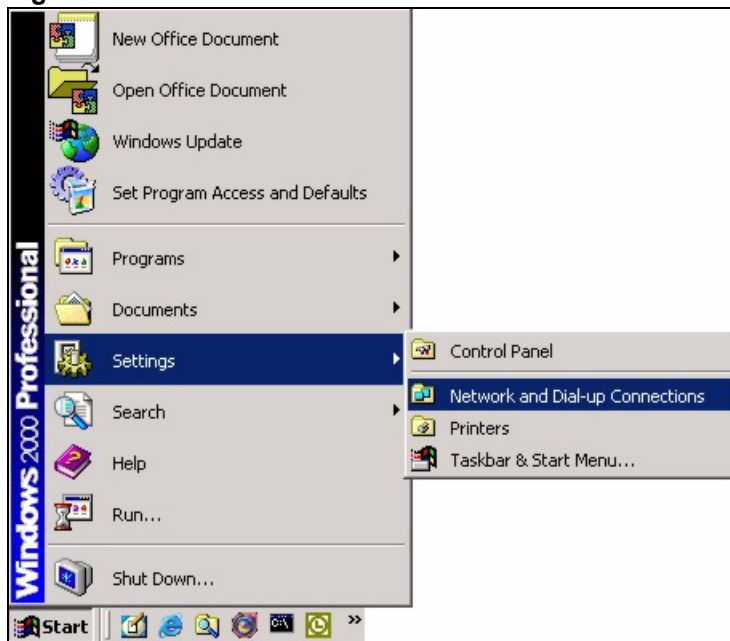 New Office Document
Open Office Document
Windows Update
Set Program Access and Defaults
Programs
Documents
Settings
Search
Help
Run...
Shut Down...
Control Panel
Network and Dial-up Connections
Printers
Taskbar & Start Menu...
Windows 2000 Professional
Start
»